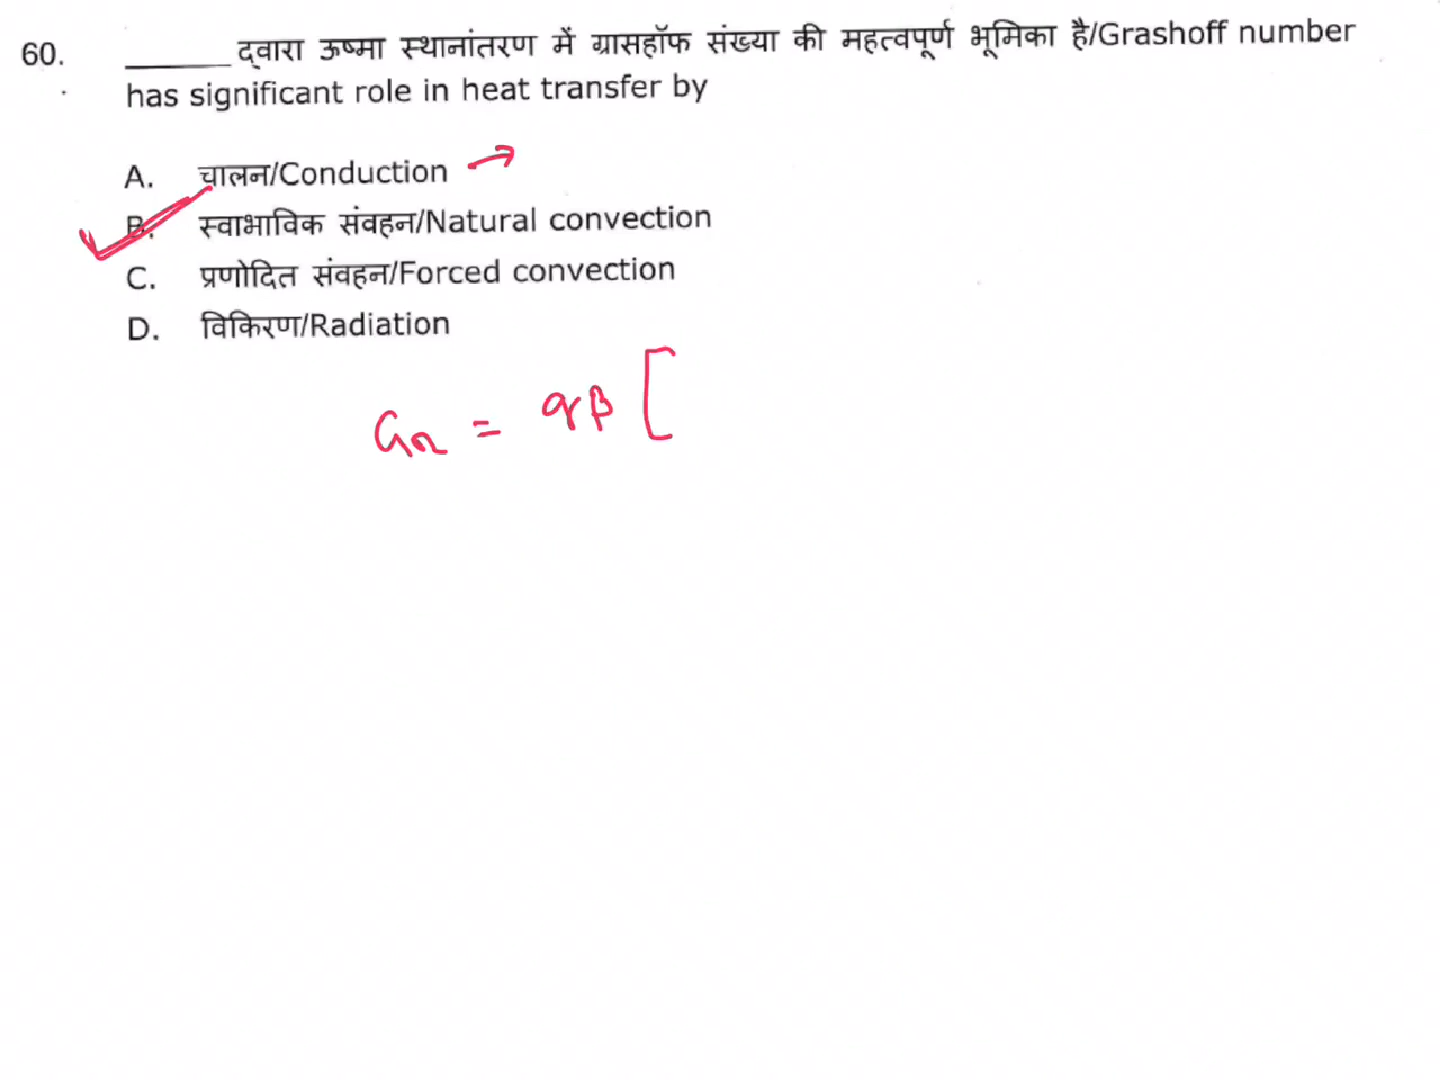 60. ______ द्वारा ऊष्मा स्थानांतरण में ग्रासहॉफ संख्या की महत्वपूर्ण भूमिका है/Grashoff number
has significant role in heat transfer by
A. चालन/Conduction →
B. स्वाभाविक संवहन/Natural convection
C. प्रणोदित संवहन/Forced convection
D. विकिरण/Radiation
Gr = gβ [